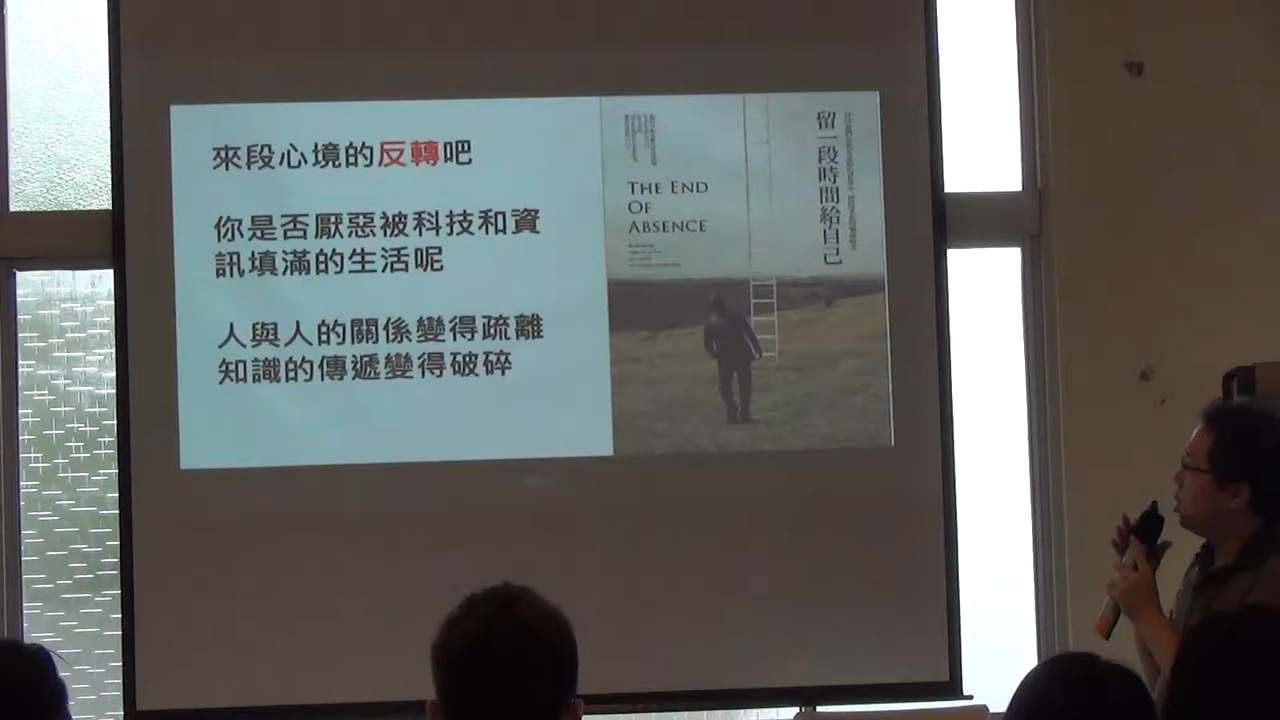 來段心境的反轉吧
你是否厭惡被科技和資
訊填滿的生活呢
人與人的關係變得疏離
知識的傳遞變得破碎
THE END
OF
ABSENCE
留一段時間給自己